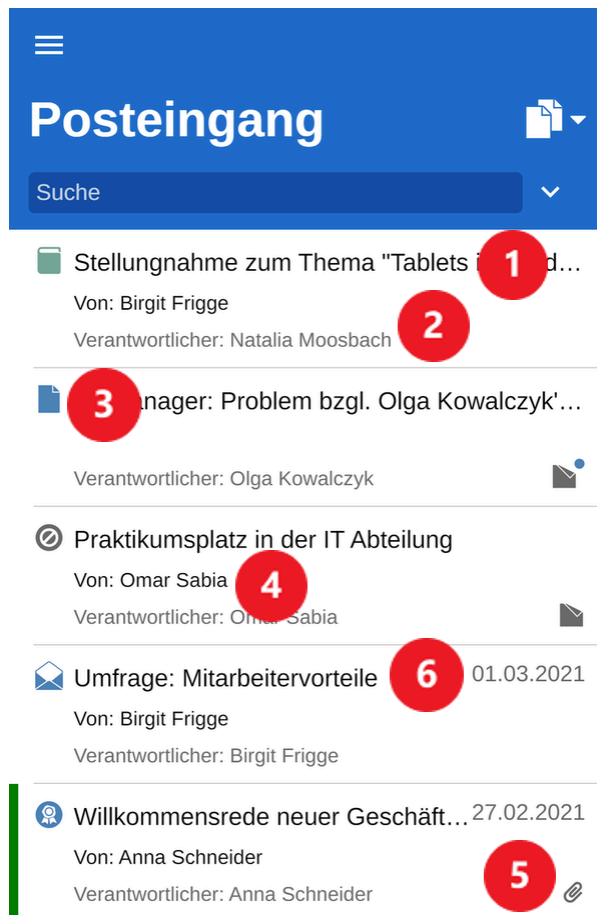 Posteingang
Suche
Stellungnahme zum Thema "Tablets 1 d…
Von: Birgit Frigge
2
Verantwortlicher: Natalia Moosbach
3 nager: Problem bzgl. Olga Kowalczyk'…
Verantwortlicher: Olga Kowalczyk
Praktikumsplatz in der IT Abteilung
Von: Omar Sabia 4
Verantwortlicher: Omar Sabia
Umfrage: Mitarbeitervorteile 6 01.03.2021
Von: Birgit Frigge
Verantwortlicher: Birgit Frigge
Willkommensrede neuer Geschäft… 27.02.2021
Von: Anna Schneider
5
Verantwortlicher: Anna Schneider